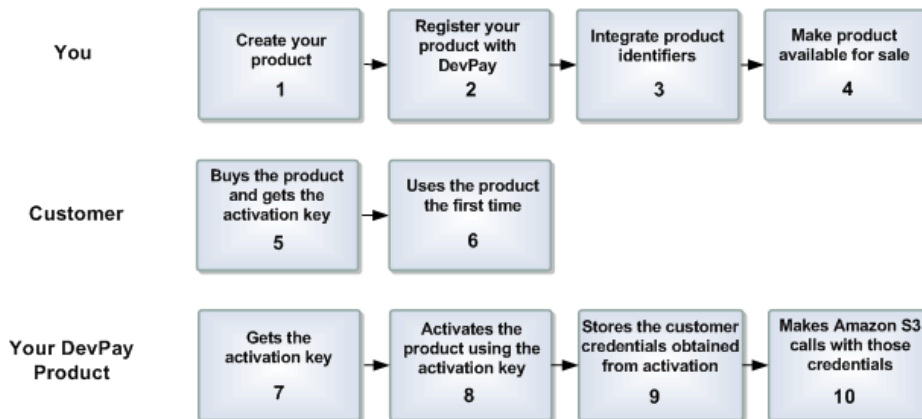 You
Create your
product
1
Register your
product with
DevPay
2
Integrate product
identifiers
3
Make product
available for sale
4
Customer
Buys the product
and gets the
activation key
5
Uses the product
the first time
6
Your DevPay
Product
Gets the
activation key
7
Activates the
product using the
activation key
8
Stores the customer
credentials obtained
from activation
9
Makes Amazon S3
calls with those
credentials
10